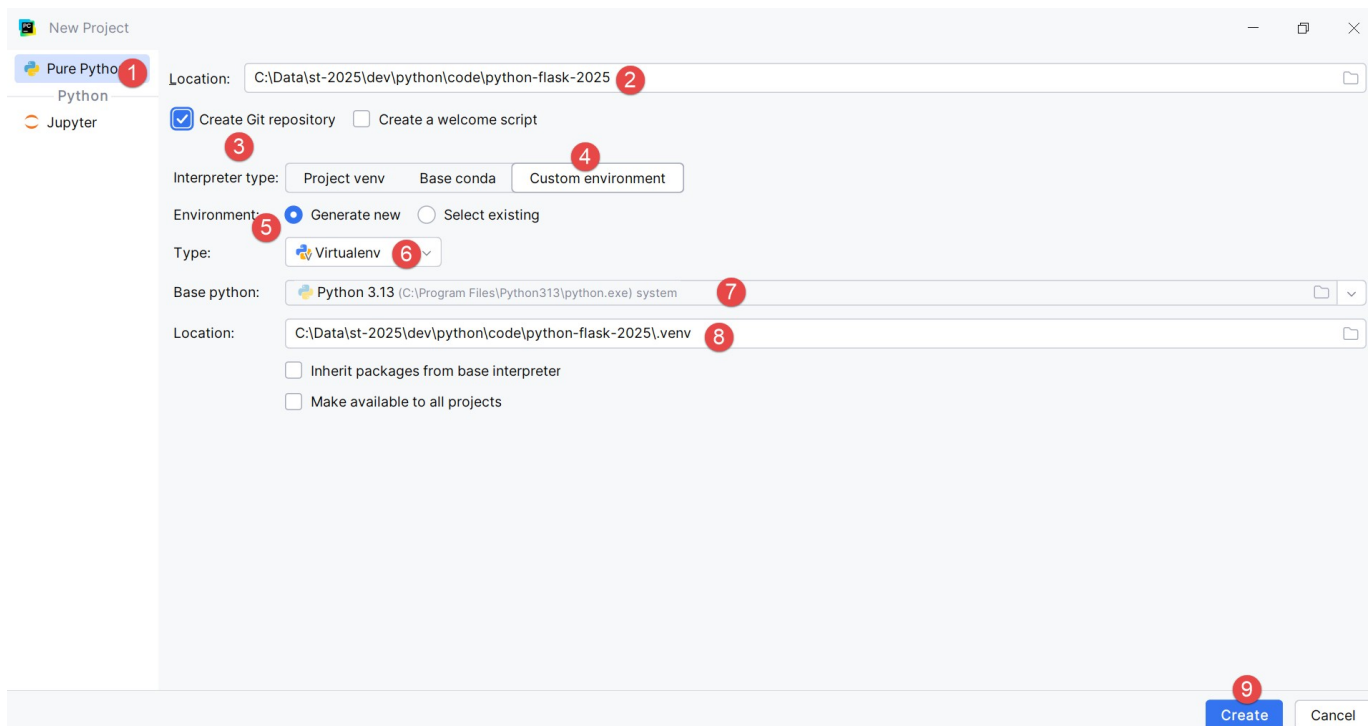 New Project
Pure Pytho 1
Location: C:\Data\st-2025\dev\python\code\python-flask-2025 2
Python
Jupyter
Create Git repository Create a welcome script
3
4
Interpreter type: Project venv Base conda Custom environment
Environment: Generate new Select existing
5
Type: Virtualenv 6
Base python: Python 3.13 (C:\Program Files\Python313\python.exe) system 7
Location: C:\Data\st-2025\dev\python\code\python-flask-2025\.venv 8
Inherit packages from base interpreter
Make available to all projects
9
Create Cancel